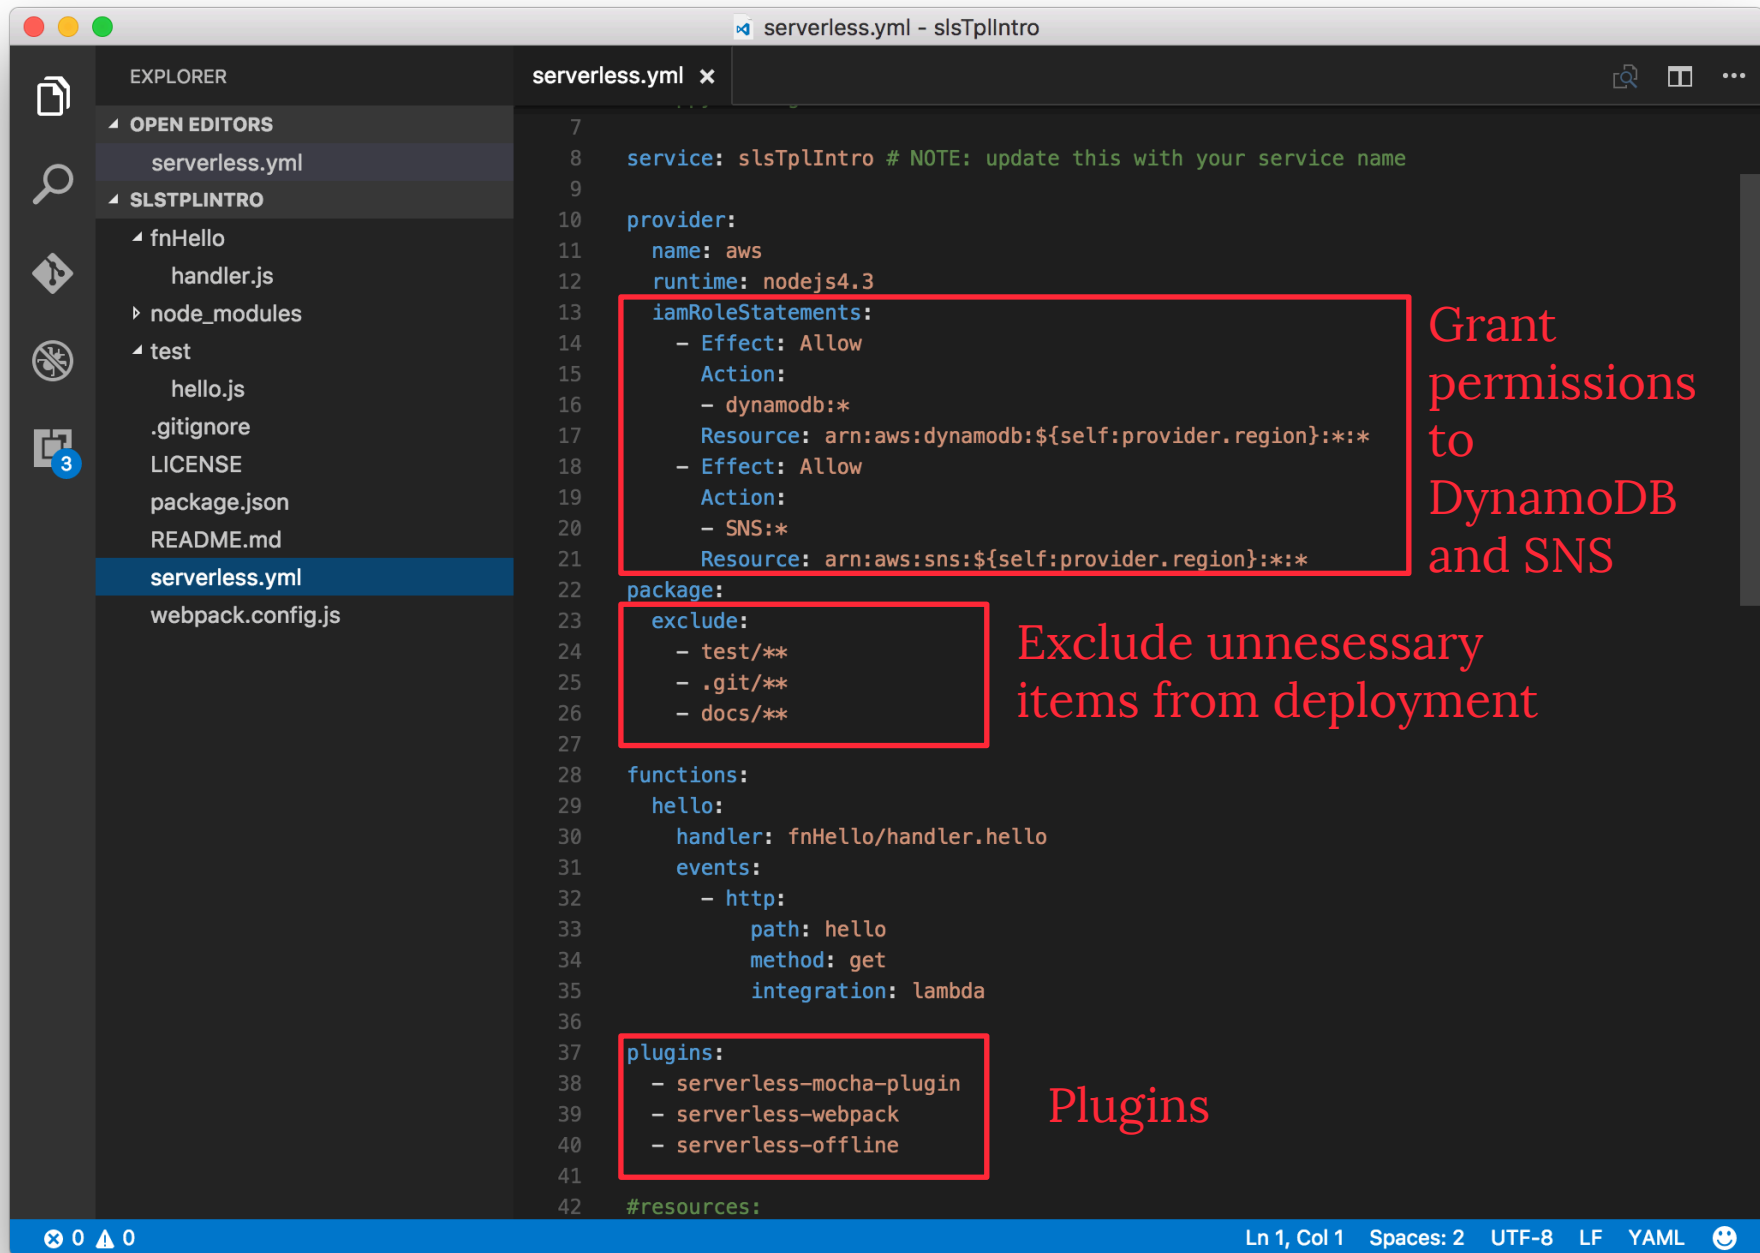 serverless.yml - slsTplIntro
EXPLORER
OPEN EDITORS
serverless.yml
SLSTPLINTRO
fnHello
handler.js
node_modules
test
hello.js
.gitignore
LICENSE
package.json
README.md
serverless.yml
webpack.config.js
3
serverless.yml ×
7
8 service: slsTplIntro # NOTE: update this with your service name
9
10 provider:
11 name: aws
12 runtime: nodejs4.3
13 iamRoleStatements:
14 - Effect: Allow
15 Action:
16 - dynamodb:*
17 Resource: arn:aws:dynamodb:${self:provider.region}:*:*
18 - Effect: Allow
19 Action:
20 - SNS:*
21 Resource: arn:aws:sns:${self:provider.region}:*:*
22 package:
23 exclude:
24 - test/**
25 - .git/**
26 - docs/**
27
28 functions:
29 hello:
30 handler: fnHello/handler.hello
31 events:
32 - http:
33 path: hello
34 method: get
35 integration: lambda
36
37 plugins:
38 - serverless-mocha-plugin
39 - serverless-webpack
40 - serverless-offline
41
42 #resources:
Grant
permissions
to
DynamoDB
and SNS
Exclude unnesessary
items from deployment
Plugins
0 0
Ln 1, Col 1 Spaces: 2 UTF-8 LF YAML